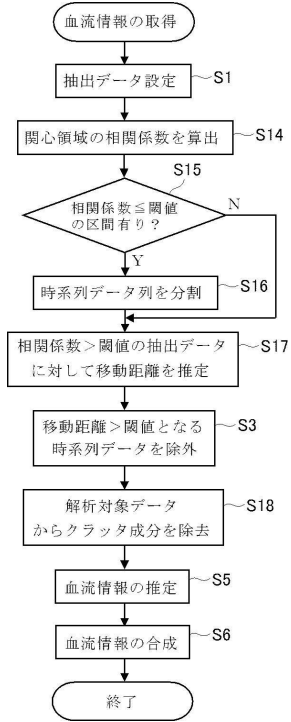 血流情報の取得
抽出データ設定 S1
関心領域の相関係数を算出 S14
S15
相関係数≦閾値
の区間有り？
N
Y
時系列データ列を分割 S16
相関係数＞閾値の抽出データ
に対して移動距離を推定
S17
移動距離＞閾値となる
時系列データを除外
S3
解析対象データ
からクラッタ成分を除去
S18
血流情報の推定 S5
血流情報の合成 S6
終了